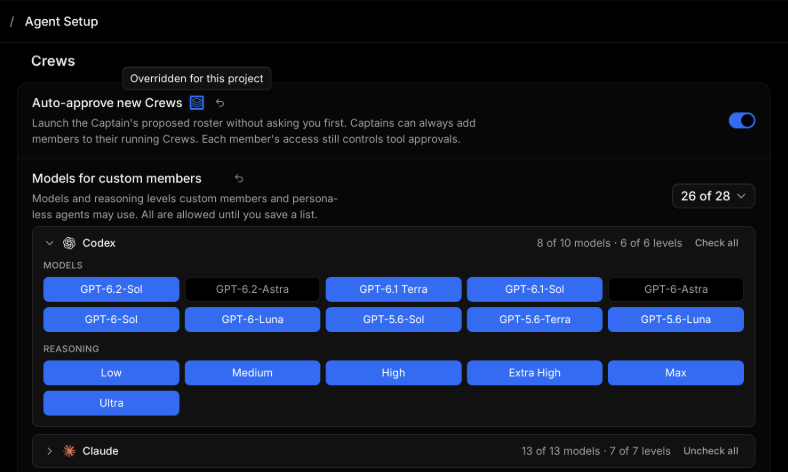 / Agent Setup
Crews
Overridden for this project
Auto-approve new Crews
Launch the Captain's proposed roster without asking you first. Captains can always add
members to their running Crews. Each member's access still controls tool approvals.
Models for custom members
Models and reasoning levels custom members and persona-
less agents may use. All are allowed until you save a list.
26 of 28
Codex
8 of 10 models · 6 of 6 levels Check all
MODELS
GPT-6.2-Sol GPT-6.2-Astra GPT-6.1 Terra GPT-6.1-Sol GPT-6-Astra
GPT-6-Sol GPT-6-Luna GPT-5.6-Sol GPT-5.6-Terra GPT-5.6-Luna
REASONING
Low Medium High Extra High Max
Ultra
Claude
13 of 13 models · 7 of 7 levels Uncheck all